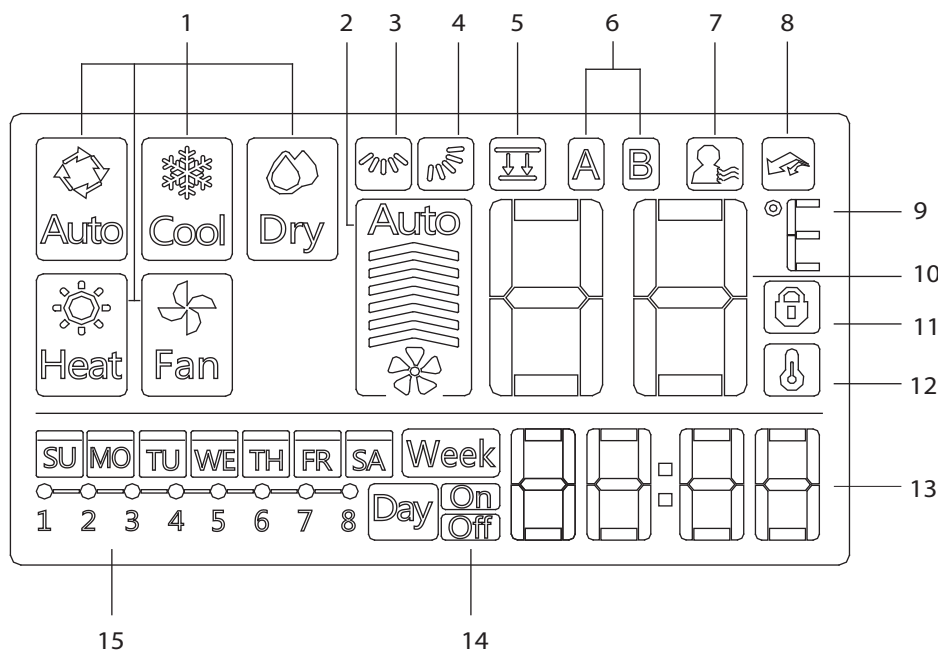 1 2 3 4 5 6 7 8
A B
Auto Cool Dry Auto
9
10
11
Heat Fan
12
SU MO TU WE TH FR SA Week 88:88
13
1 2 3 4 5 6 7 8 Day On
Off
15 14